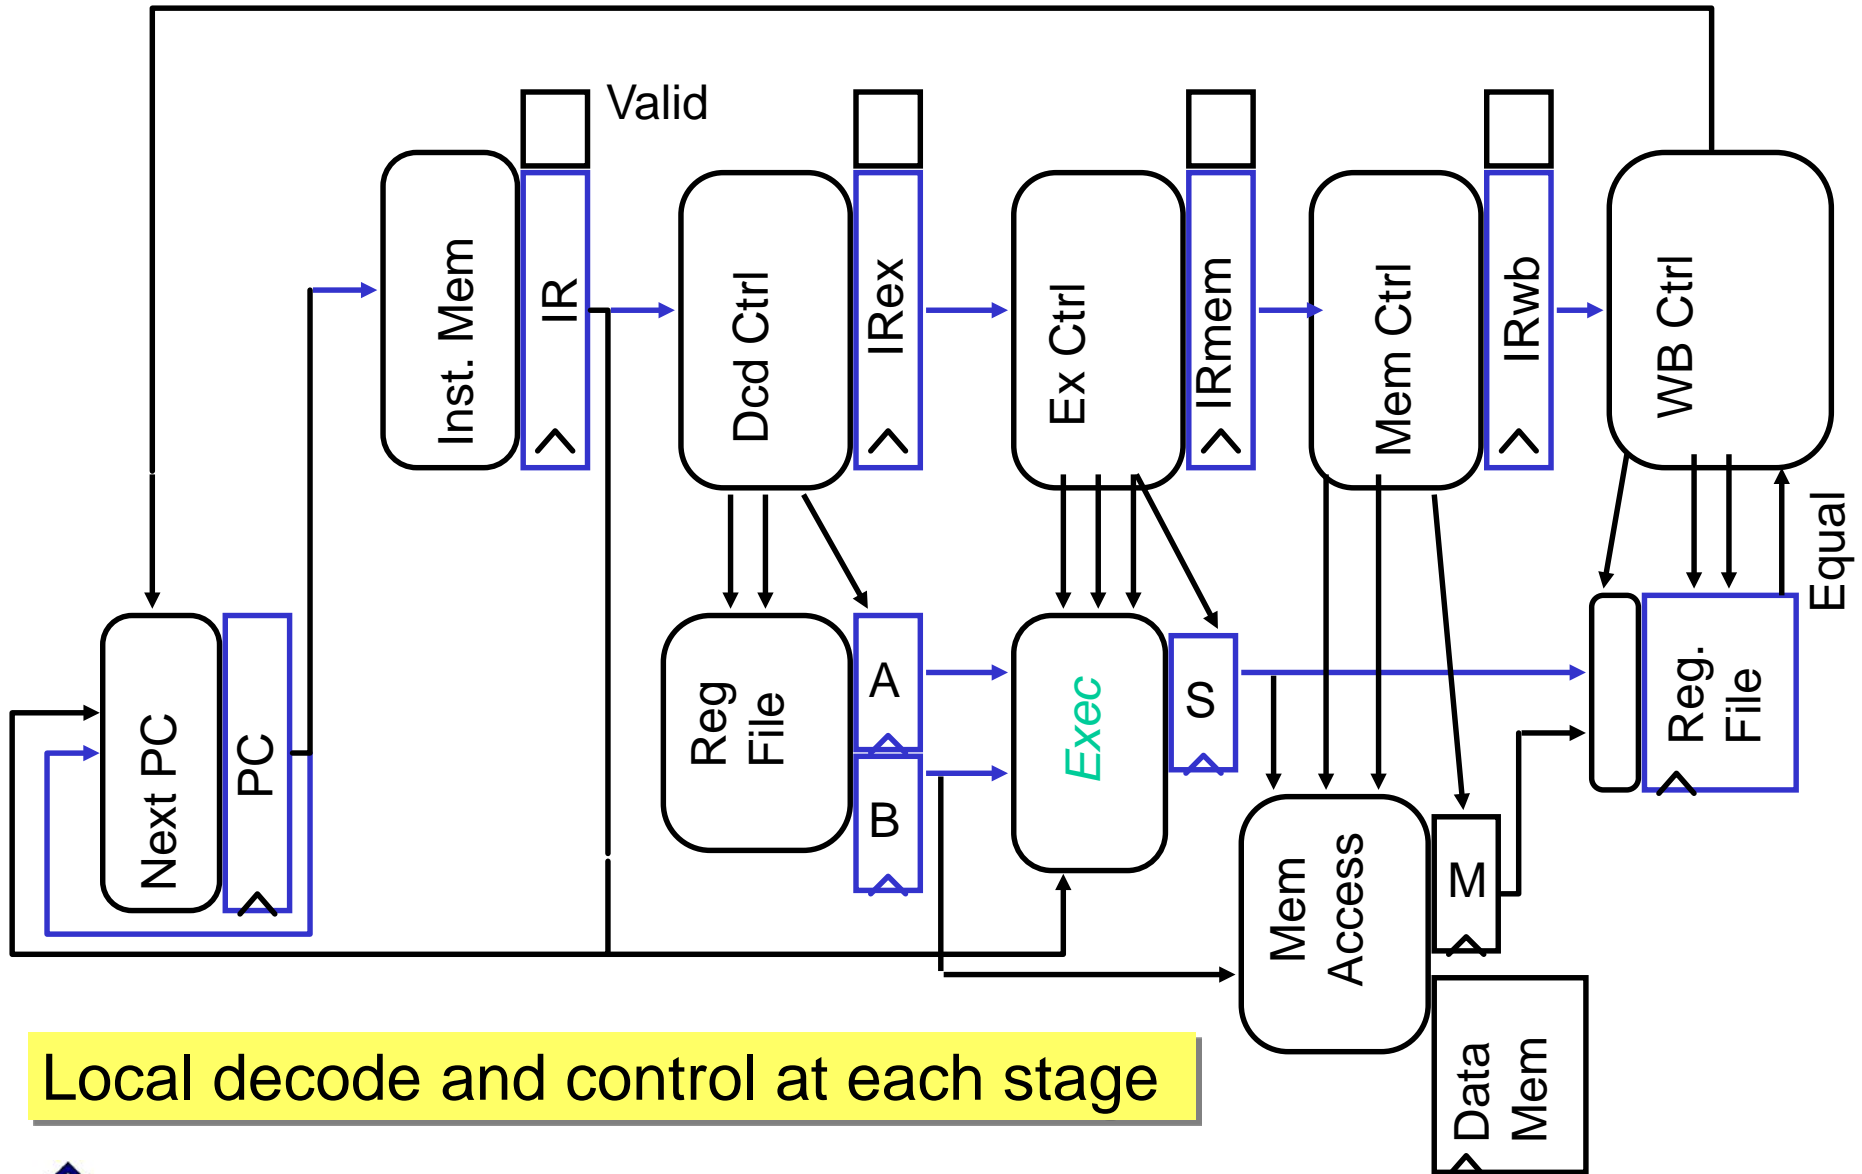 Valid
Inst. Mem
IR
Dcd Ctrl
IRex
Ex Ctrl
IRmem
Mem Ctrl
IRwb
WB Ctrl
Equal
Next PC
PC
Reg
File
A
B
Exec
S
Mem
Access
M
Data
Mem
Reg.
File
Local decode and control at each stage